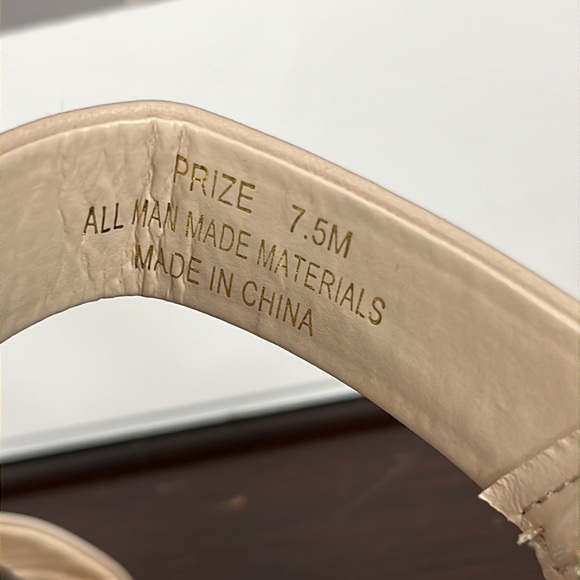 PRIZE 7.5M
ALL MAN MADE MATERIALS
MADE IN CHINA